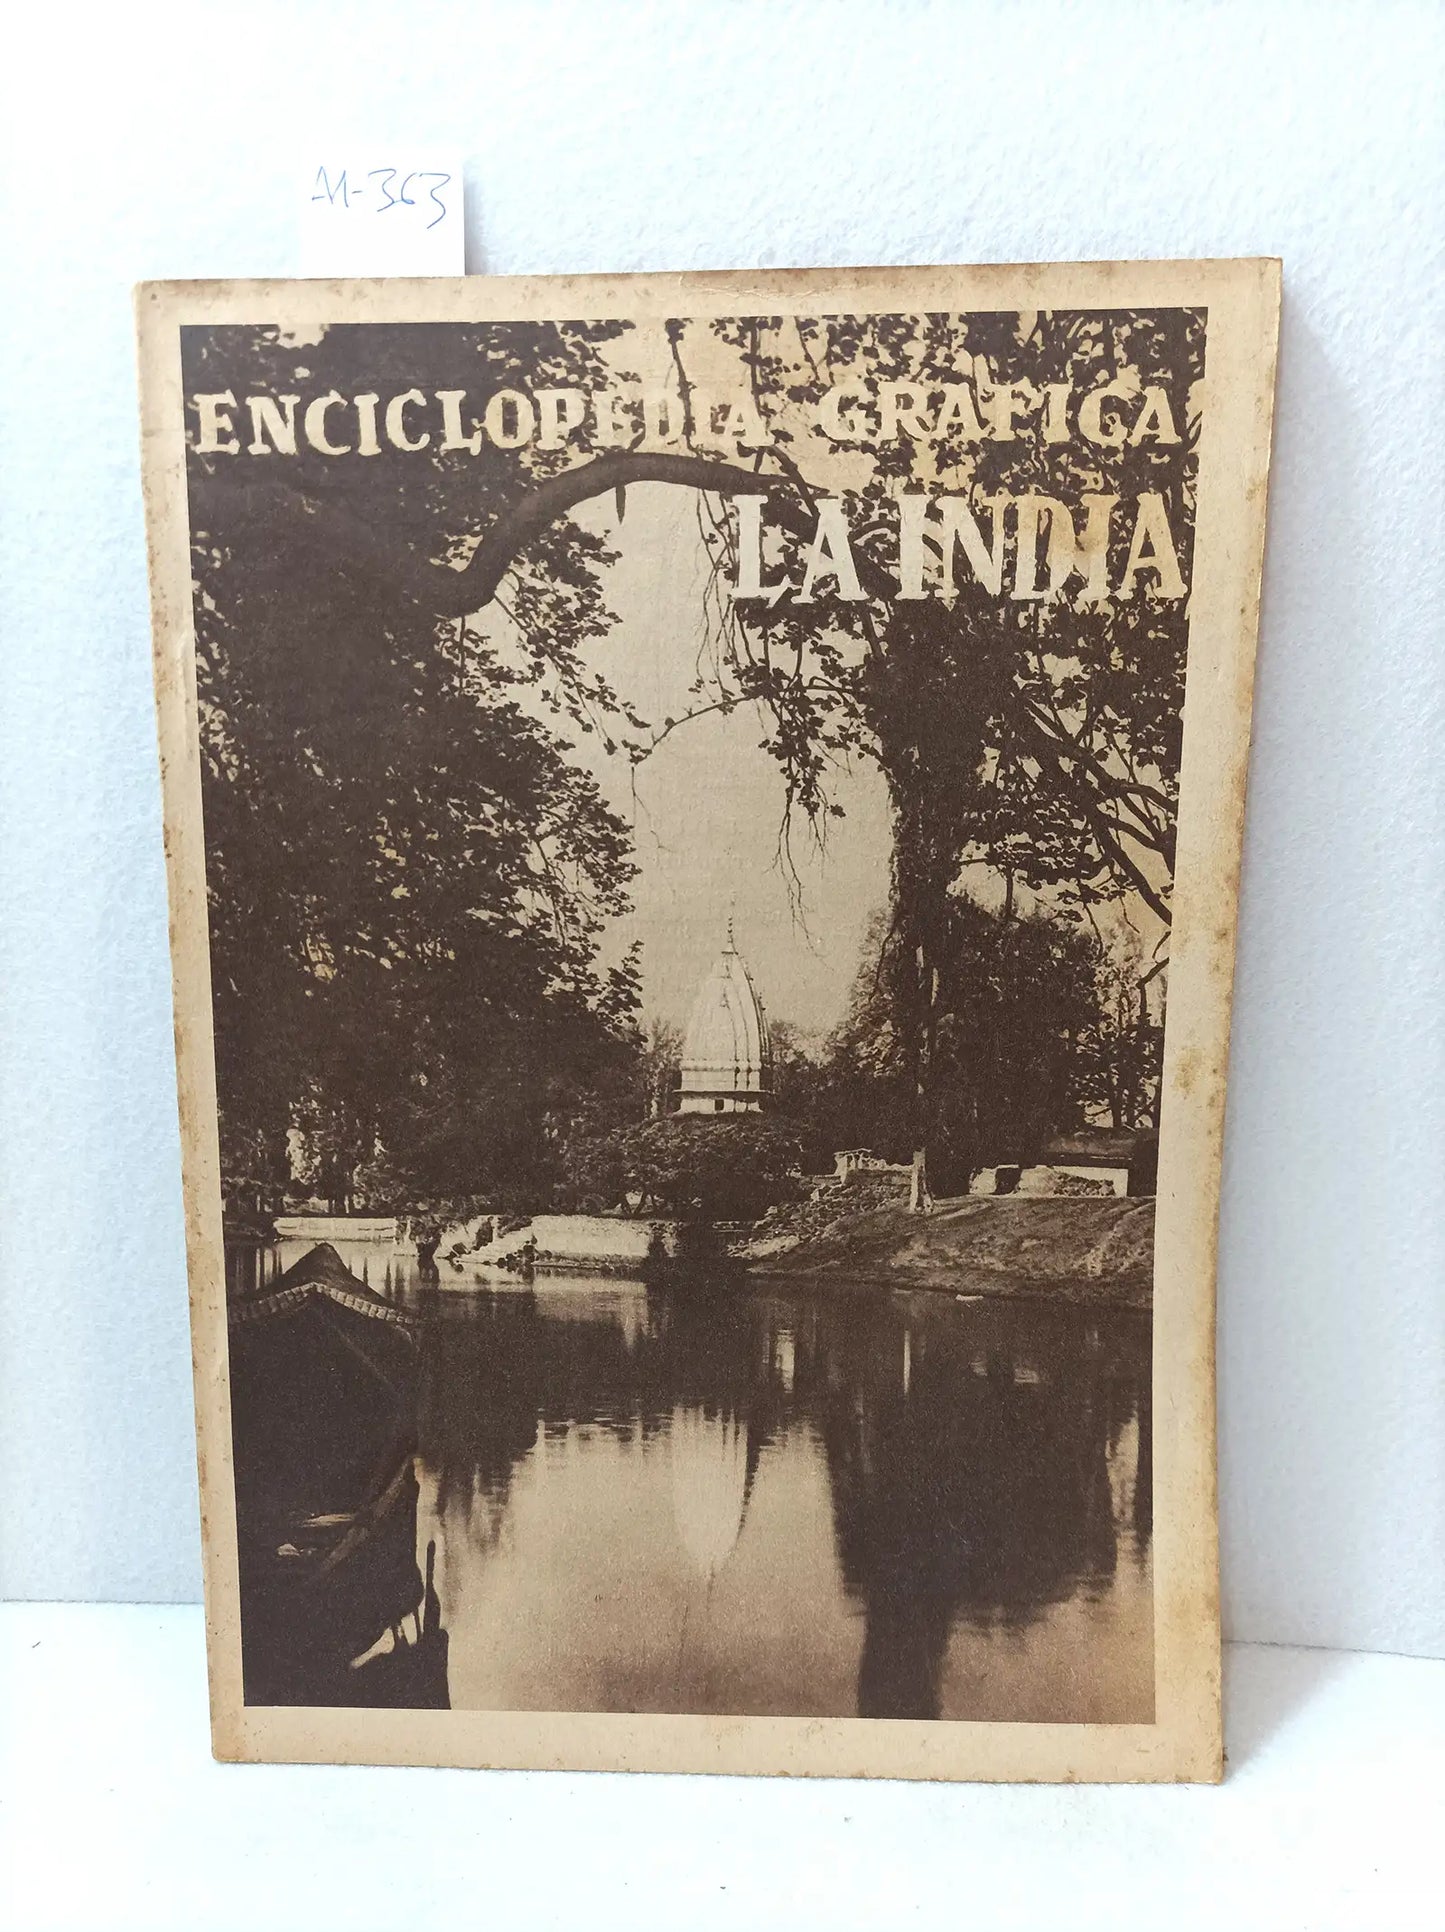 M-363
ENCICLOPEDIA GRAFICA
LA INDIA